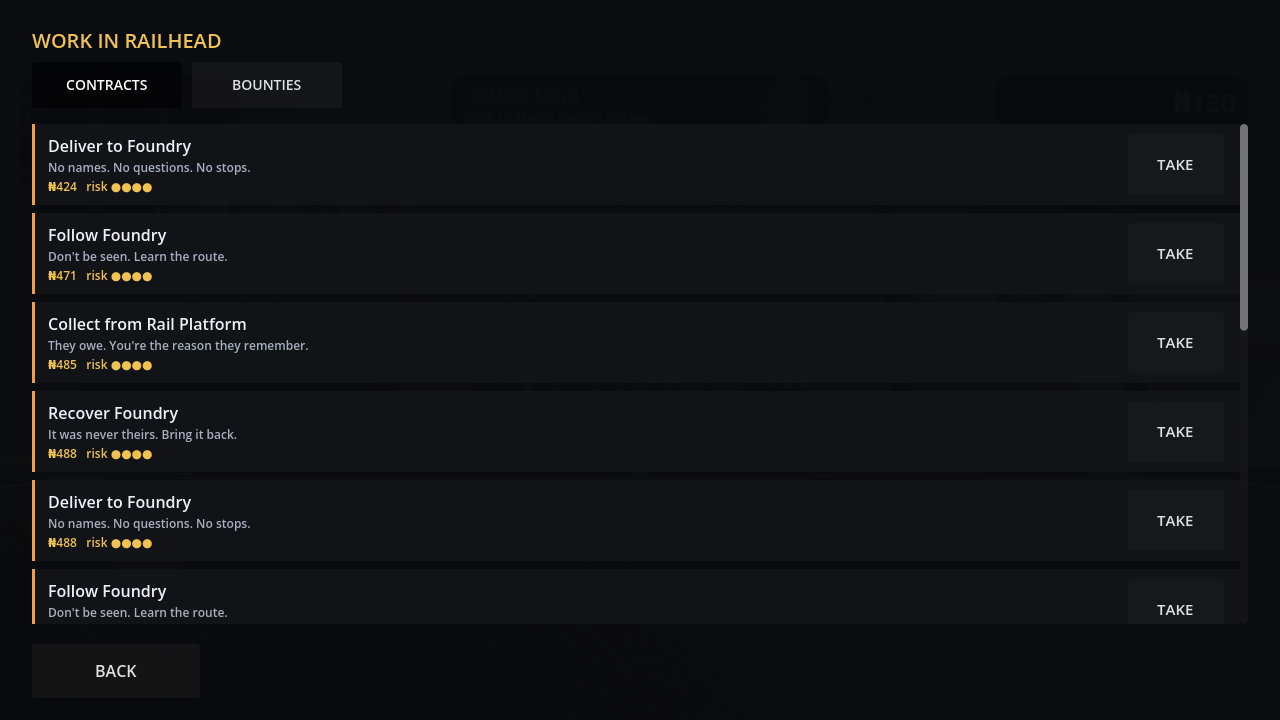 WORK IN RAILHEAD
CONTRACTS
BOUNTIES
₦120
Deliver to Foundry
No names. No questions. No stops.
₦424 risk ●●●●
TAKE
Follow Foundry
Don't be seen. Learn the route.
₦471 risk ●●●●
TAKE
Collect from Rail Platform
They owe. You're the reason they remember.
₦485 risk ●●●●
TAKE
Recover Foundry
It was never theirs. Bring it back.
₦488 risk ●●●●
TAKE
Deliver to Foundry
No names. No questions. No stops.
₦488 risk ●●●●
TAKE
Follow Foundry
Don't be seen. Learn the route.
TAKE
BACK